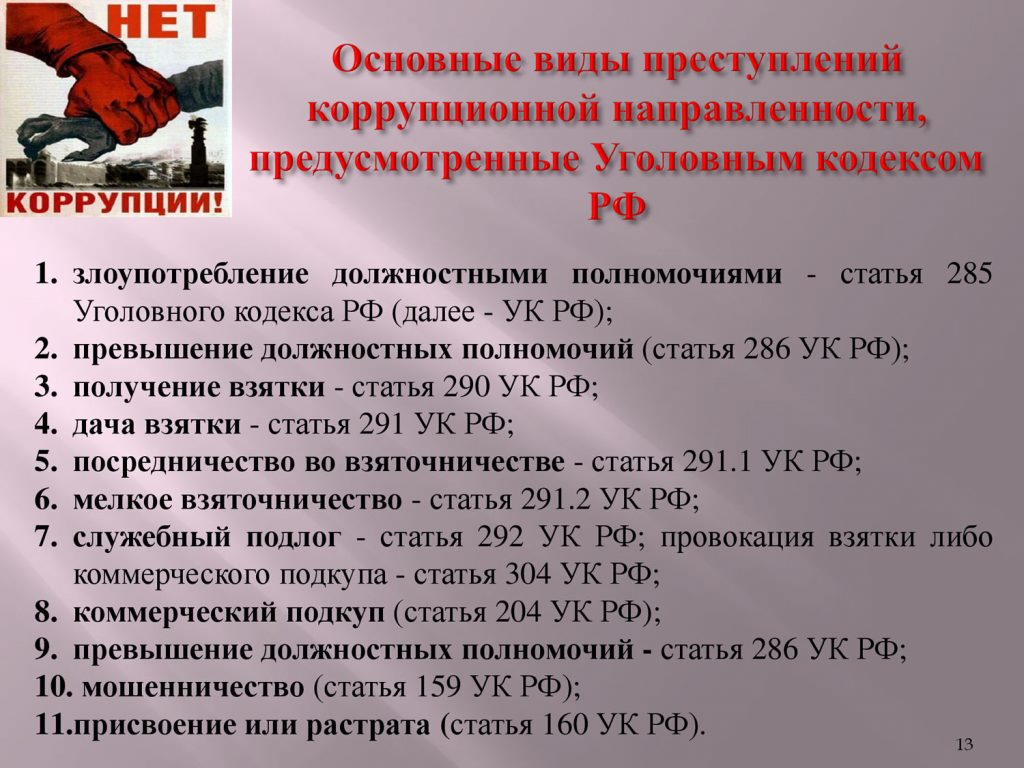 НЕТ
КОРРУПЦИИ!
Основные виды преступлений
коррупционной направленности,
предусмотренные Уголовным кодексом
РФ
1. злоупотребление должностными полномочиями - статья 285
Уголовного кодекса РФ (далее - УК РФ);
2. превышение должностных полномочий (статья 286 УК РФ);
3. получение взятки - статья 290 УК РФ;
4. дача взятки - статья 291 УК РФ;
5. посредничество во взяточничестве - статья 291.1 УК РФ;
6. мелкое взяточничество - статья 291.2 УК РФ;
7. служебный подлог - статья 292 УК РФ; провокация взятки либо
коммерческого подкупа - статья 304 УК РФ;
8. коммерческий подкуп (статья 204 УК РФ);
9. превышение должностных полномочий - статья 286 УК РФ;
10. мошенничество (статья 159 УК РФ);
11.присвоение или растрата (статья 160 УК РФ).
13